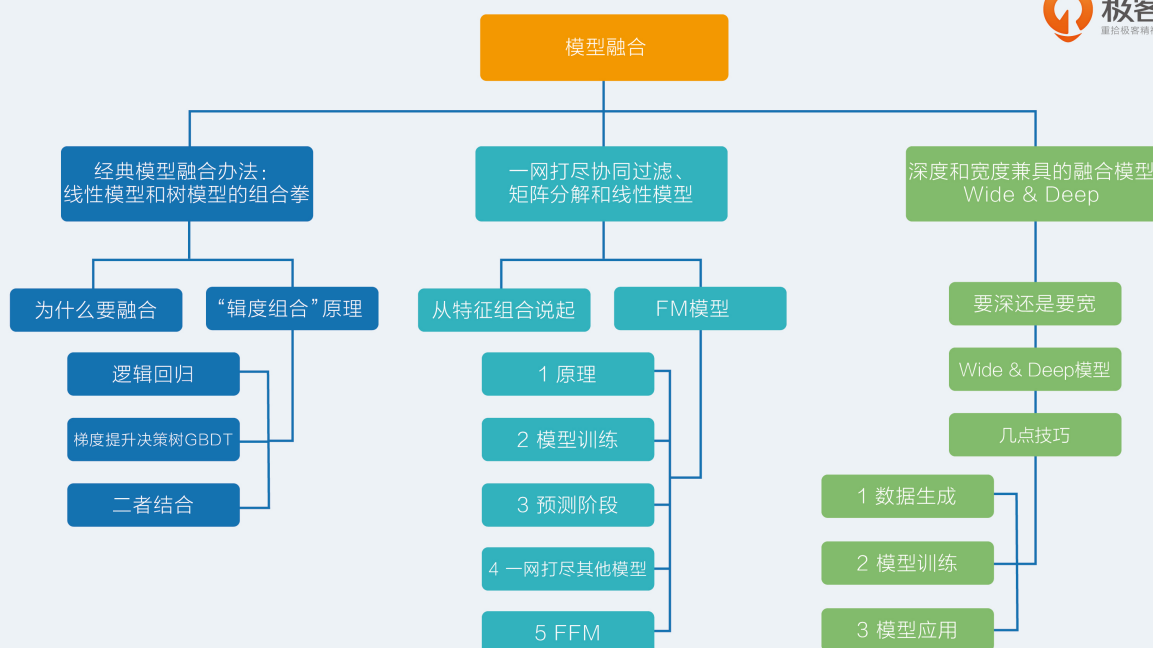 极客
重拾极客精神
模型融合
经典模型融合办法：
线性模型和树模型的组合拳
为什么要融合
“辑度组合”原理
逻辑回归
梯度提升决策树GBDT
二者结合
一网打尽协同过滤、
矩阵分解和线性模型
从特征组合说起
FM模型
1 原理
2 模型训练
3 预测阶段
4 一网打尽其他模型
5 FFM
深度和宽度兼具的融合模型
Wide & Deep
要深还是要宽
Wide & Deep模型
几点技巧
1 数据生成
2 模型训练
3 模型应用